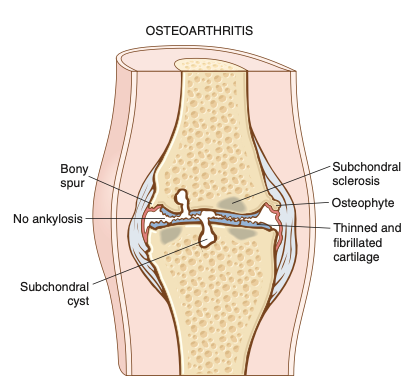 OSTEOARTHRITIS
Bony
spur
No ankylosis
Subchondral
cyst
Subchondral
sclerosis
Osteophyte
Thinned and
fibrillated
cartilage